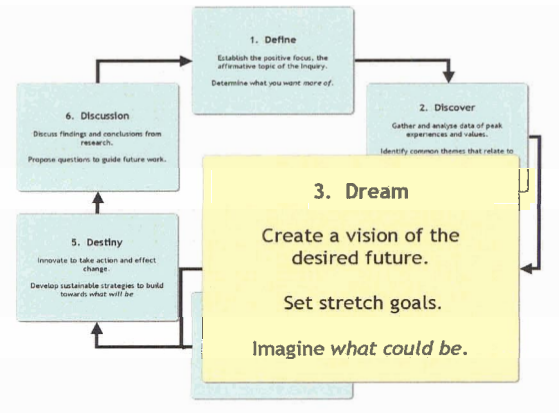 1. Define
Establish the positive focus, the
affirmative topic of the inquiry.
Determine what you want more of.
2. Discover
Gather and analyse data of peak
experiences and values.
Identify common themes that relate to
3. Dream
Create a vision of the
desired future.
Set stretch goals.
Imagine what could be.
5. Destiny
Innovate to take action and effect
change.
Develop sustainable strategies to build
towards what will be
6. Discussion
Discuss findings and conclusions from
research.
Propose questions to guide future work.